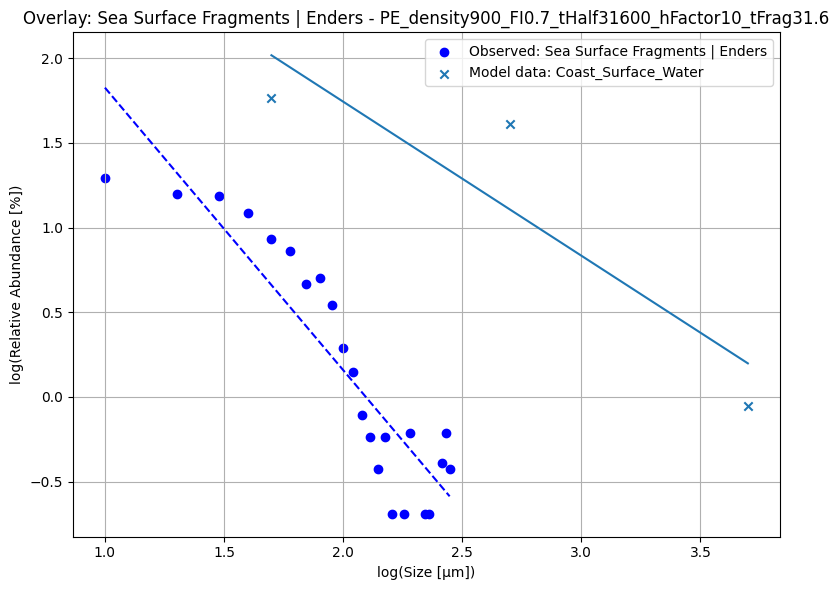 Overlay: Sea Surface Fragments | Enders - PE_density900_FI0.7_tHalf31600_hFactor10_tFrag31.6
Observed: Sea Surface Fragments | Enders
Model data: Coast_Surface_Water
log(Relative Abundance [%])
2.0
1.5
1.0
0.5
0.0
−0.5
1.0
1.5
2.0
2.5
3.0
3.5
log(Size [μm])